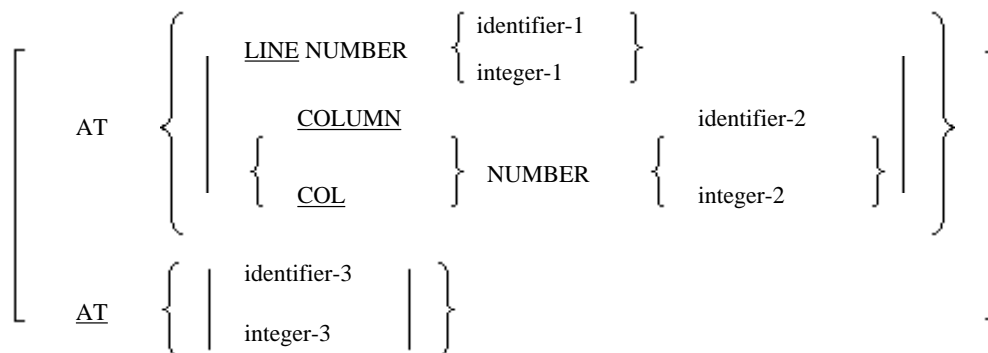 LINE NUMBER identifier-1
integer-1
AT COLUMN identifier-2
NUMBER
COL integer-2
identifier-3
AT integer-3